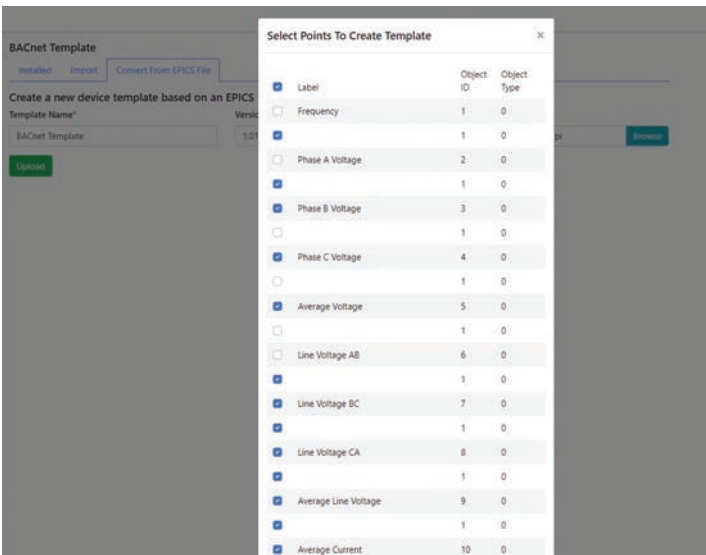 Select Points To Create Template ×
BACnet Template
Installed Import Convert From EPICS File
Create a new device template based on an EPICS
Template Name*
BACnet Template 1.01 Browse
Upload
Label Object ID Object Type
Frequency 1 0
1 0
Phase A Voltage 2 0
1 0
Phase B Voltage 3 0
1 0
Phase C Voltage 4 0
1 0
Average Voltage 5 0
1 0
Line Voltage AB 6 0
1 0
Line Voltage BC 7 0
1 0
Line Voltage CA 8 0
1 0
Average Line Voltage 9 0
1 0
Average Current 10 0